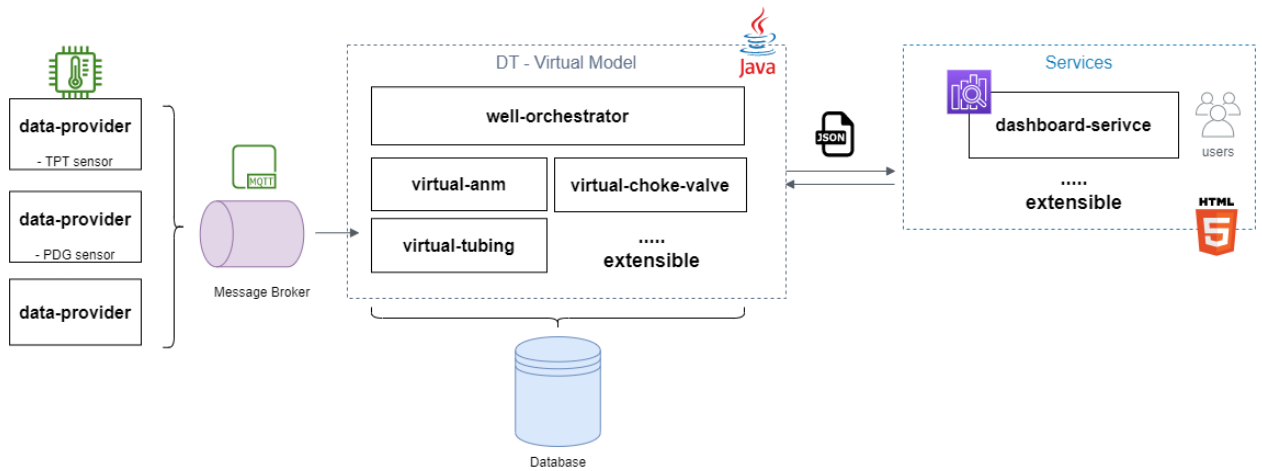 DT - Virtual Model
Java
Services
data-provider
- TPT sensor
well-orchestrator
JSON
dashboard-serivce
users
MQTT
virtual-anm
virtual-choke-valve
.....
extensible
HTML
5
data-provider
- PDG sensor
virtual-tubing
.....
extensible
Message Broker
data-provider
Database